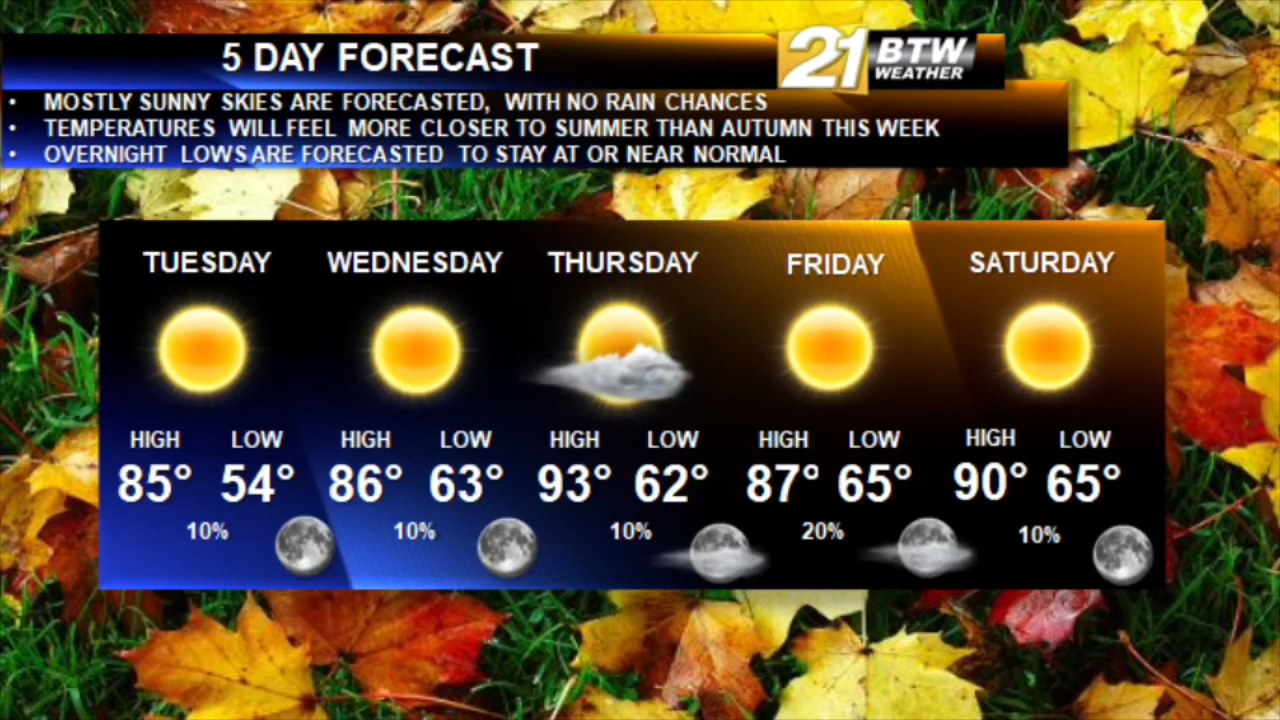 5 DAY FORECAST
21 BTW
WEATHER
• MOSTLY SUNNY SKIES ARE FORECASTED, WITH NO RAIN CHANCES
• TEMPERATURES WILL FEEL MORE CLOSER TO SUMMER THAN AUTUMN THIS WEEK
• OVERNIGHT LOWS ARE FORECASTED TO STAY AT OR NEAR NORMAL
TUESDAY WEDNESDAY THURSDAY FRIDAY SATURDAY
HIGH LOW HIGH LOW HIGH LOW HIGH LOW HIGH LOW
85° 54° 86° 63° 93° 62° 87° 65° 90° 65°
10% 10% 10% 20% 10%